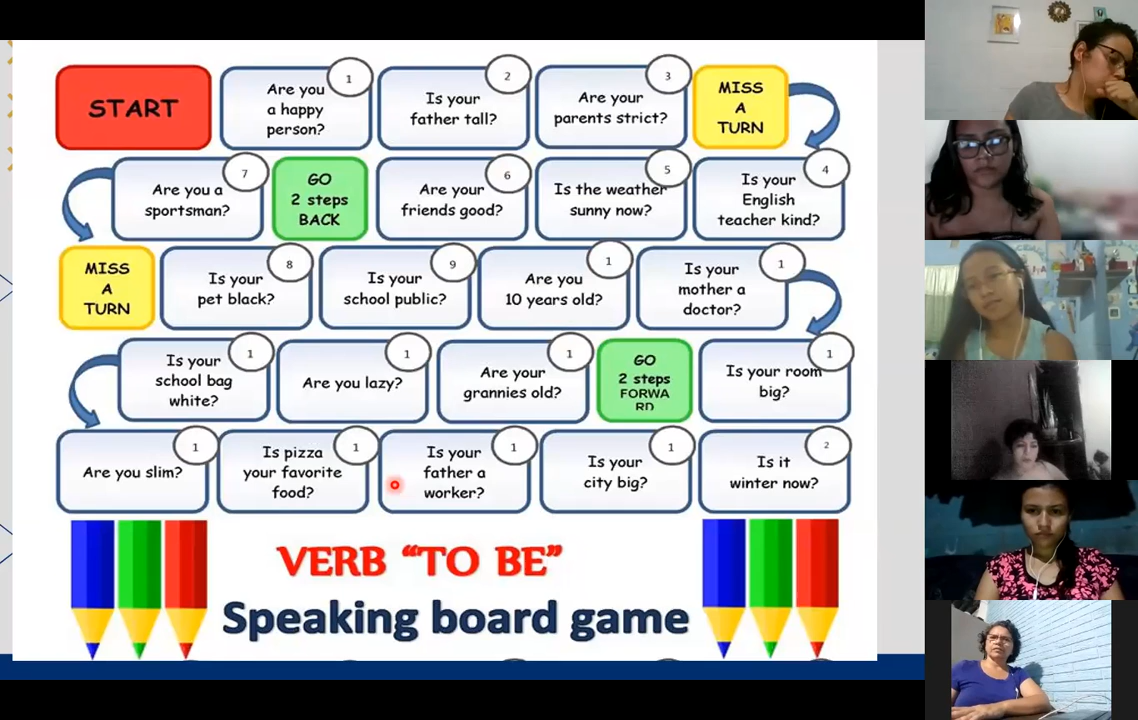 START
1
Are you
a happy
person?
2
Is your
father tall?
3
Are your
parents strict?
MISS
A
TURN
7
Are you a
sportsman?
GO
2 steps
BACK
6
Are your
friends good?
5
Is the weather
sunny now?
4
Is your
English
teacher kind?
MISS
A
TURN
8
Is your
pet black?
9
Is your
school public?
1
Are you
10 years old?
1
Is your
mother a
doctor?
1
Is your
school bag
white?
1
Are you lazy?
1
Are your
grannies old?
GO
2 steps
FORWA
RD
1
Is your room
big?
1
Are you slim?
1
Is pizza
your favorite
food?
1
Is your
father a
worker?
1
Is your
city big?
2
Is it
winter now?
VERB “TO BE”
Speaking board game